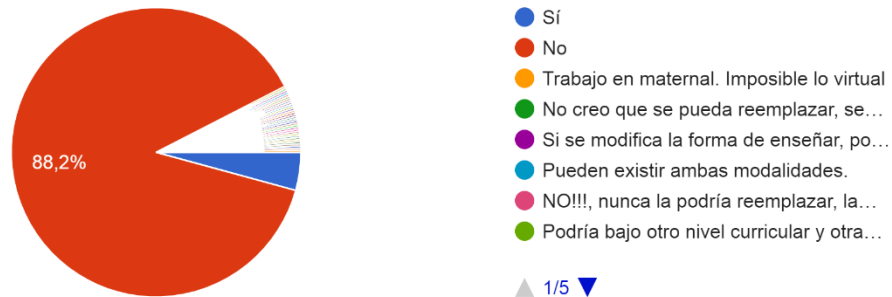 88,2%
Sí
No
Trabajo en maternal. Imposible lo virtual
No creo que se pueda reemplazar, se…
Si se modifica la forma de enseñar, po…
Pueden existir ambas modalidades.
NO!!!, nunca la podría reemplazar, la…
Podría bajo otro nivel curricular y otra…
1/5